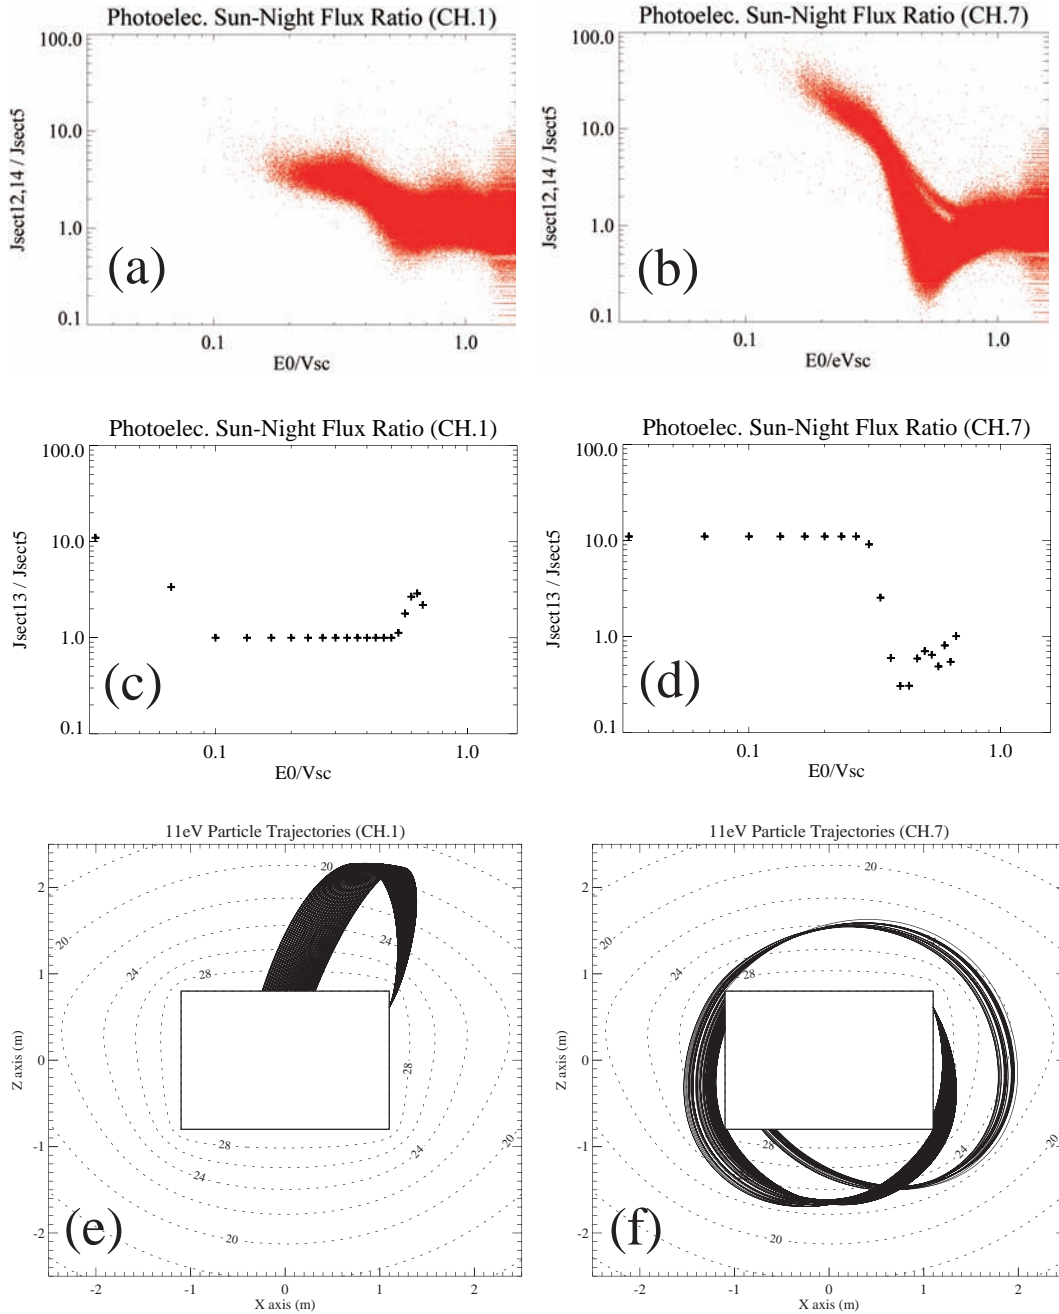 Photoelec. Sun-Night Flux Ratio (CH.1)
Jsect12,14 / Jsect5
100.0
10.0
1.0
0.1
(a)
0.1 1.0
E0/Vsc
Photoelec. Sun-Night Flux Ratio (CH.7)
Jsect12,14 / Jsect5
100.0
10.0
1.0
0.1
(b)
0.1 1.0
E0/eVsc
Photoelec. Sun-Night Flux Ratio (CH.1)
Jsect13 / Jsect5
100.0
10.0
1.0
0.1
(c)
0.1 1.0
E0/Vsc
Photoelec. Sun-Night Flux Ratio (CH.7)
Jsect13 / Jsect5
100.0
10.0
1.0
0.1
(d)
0.1 1.0
E0/Vsc
11eV Particle Trajectories (CH.1)
Z axis (m)
2
1
0
-1
-2
20
20
24
24
28
28
28
24
20
20
(e)
-2 -1 0 1 2
X axis (m)
11eV Particle Trajectories (CH.7)
Z axis (m)
2
1
0
-1
-2
20
20
24
28
28
24
20
20
(f)
-2 -1 0 1 2
X axis (m)